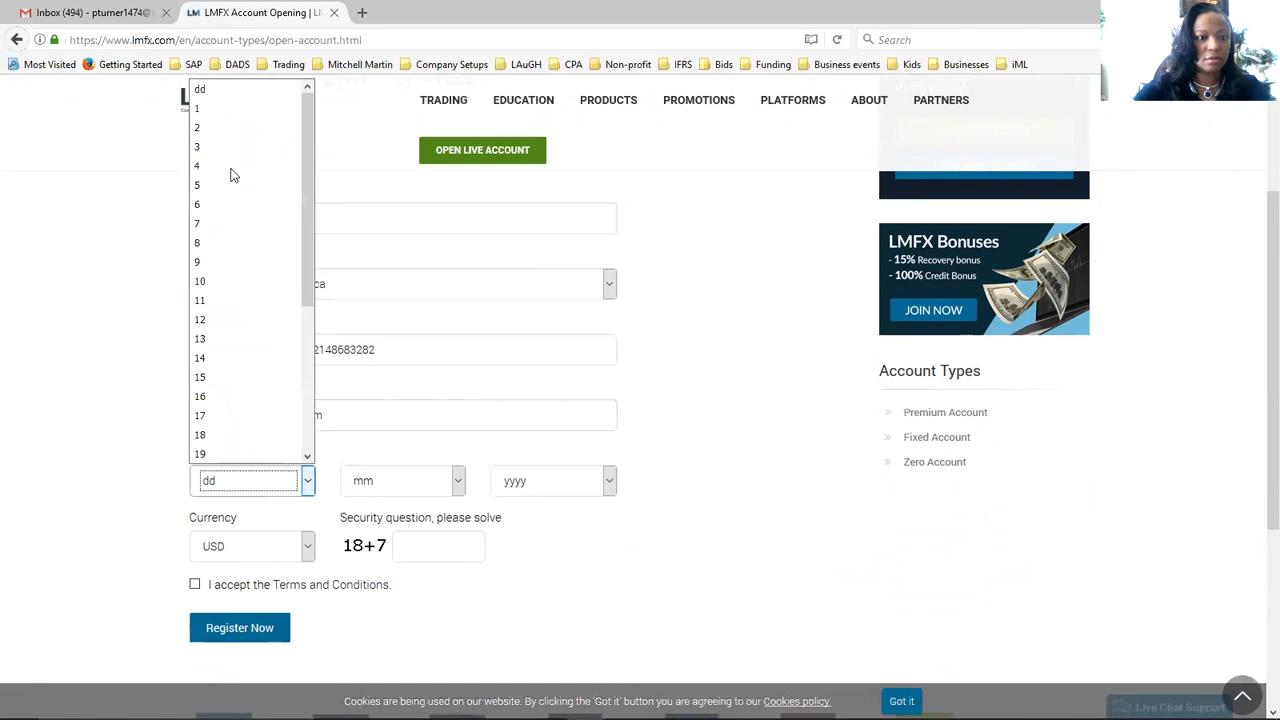 Inbox (494) - pturner1474@
LMFX Account Opening | L
https://www.lmfx.com/en/account-types/open-account.html
Search
Most Visited
Getting Started
SAP
DADS
Trading
Mitchell Martin
Company Setups
LAuGH
CPA
Non-profit
IFRS
Bids
Funding
Business events
Kids
Businesses
iML
TRADING
EDUCATION
PRODUCTS
PROMOTIONS
PLATFORMS
ABOUT
PARTNERS
OPEN LIVE ACCOUNT
dd
1
2
3
4
5
6
7
8
9
10
11
12
13
14
15
16
17
18
19
ca
2148683282
m
dd
mm
yyyy
Currency
Security question, please solve
USD
18+7
I accept the Terms and Conditions.
Register Now
LMFX Bonuses
- 15% Recovery bonus
- 100% Credit Bonus
JOIN NOW
Account Types
Premium Account
Fixed Account
Zero Account
Cookies are being used on our website. By clicking the 'Got it' button you are agreeing to our Cookies policy.
Got it
Live Chat Support